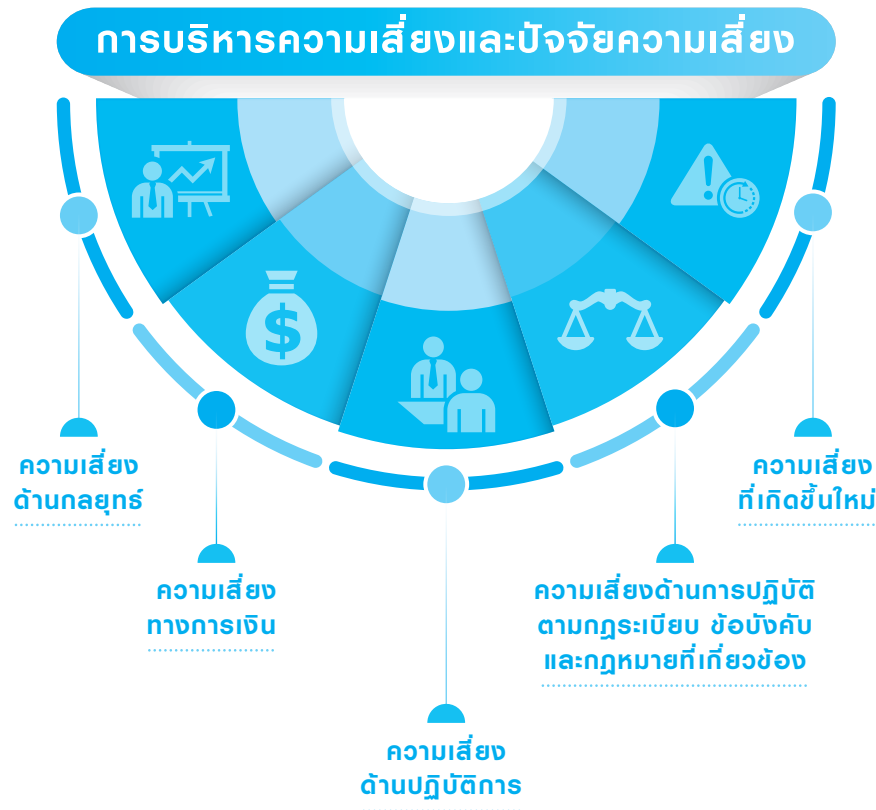 การบริหารความเสี่ยงและปัจจัยความเสี่ยง
ความเสี่ยง
ด้านกลยุทธ์
ความเสี่ยง
ทางการเงิน
ความเสี่ยง
ด้านปฏิบัติการ
ความเสี่ยงด้านการปฏิบัติ
ตามกฎระเบียบ ข้อบังคับ
และกฎหมายที่เกี่ยวข้อง
ความเสี่ยง
ที่เกิดขึ้นใหม่
$